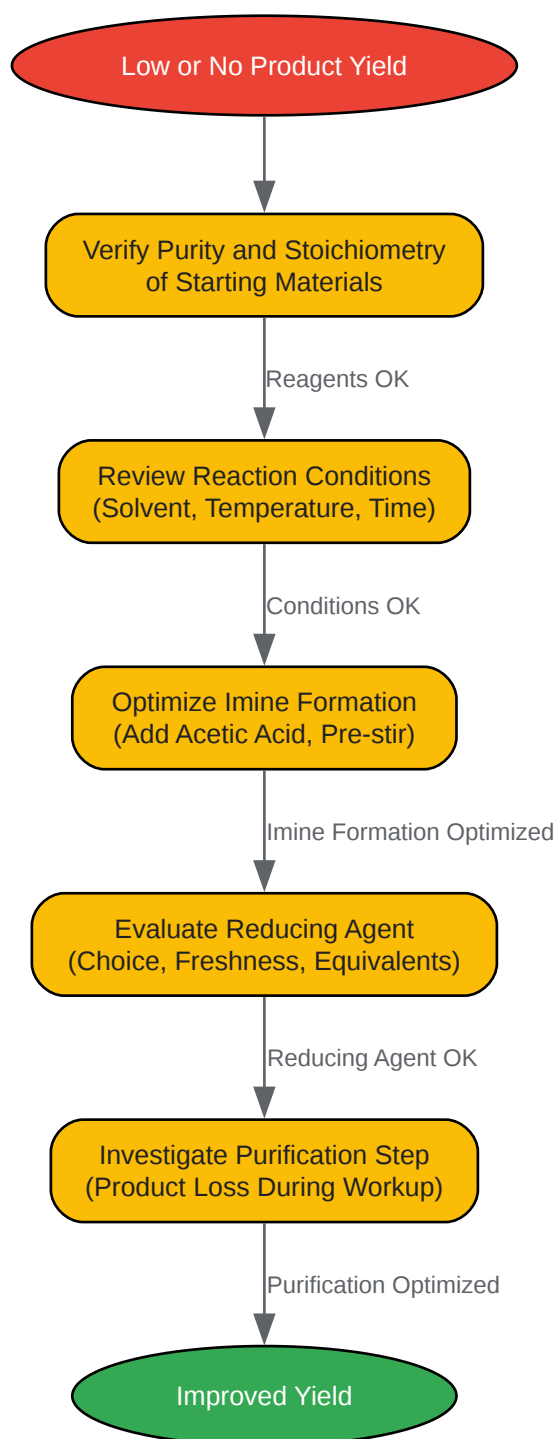 Low or No Product Yield
Verify Purity and Stoichiometry
of Starting Materials
Reagents OK
Review Reaction Conditions
(Solvent, Temperature, Time)
Conditions OK
Optimize Imine Formation
(Add Acetic Acid, Pre-stir)
Imine Formation Optimized
Evaluate Reducing Agent
(Choice, Freshness, Equivalents)
Reducing Agent OK
Investigate Purification Step
(Product Loss During Workup)
Purification Optimized
Improved Yield